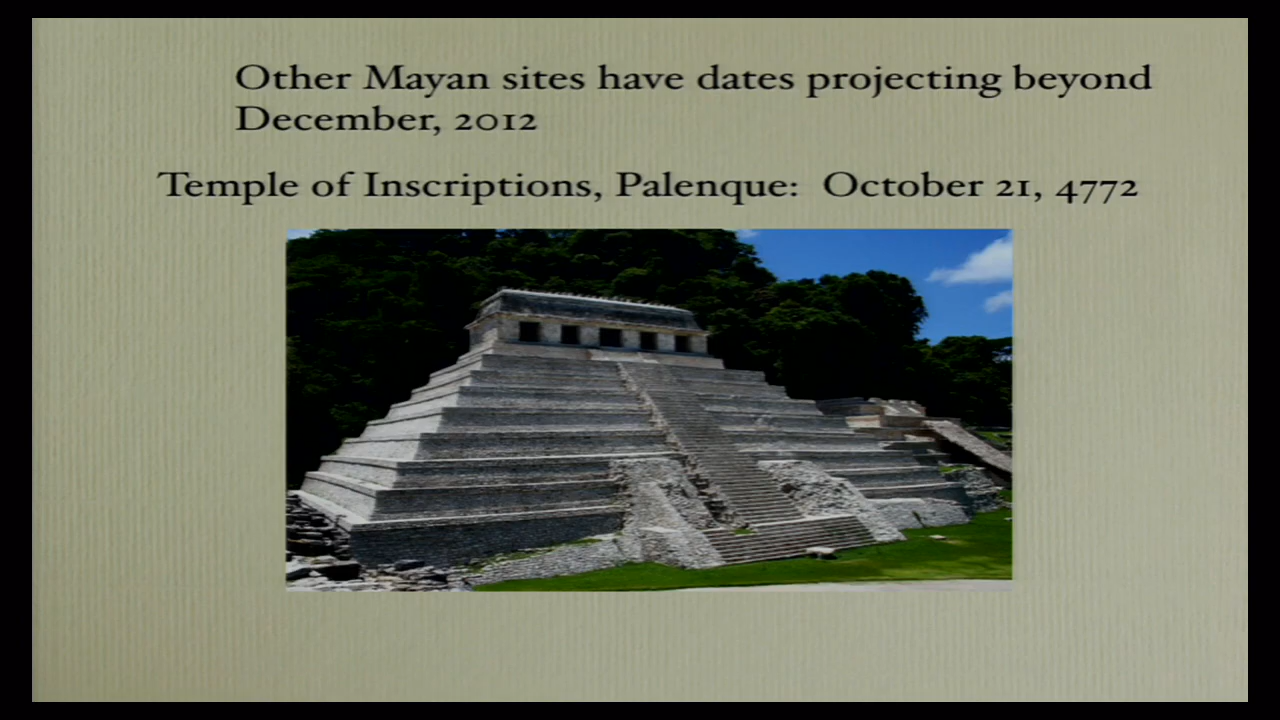 Other Mayan sites have dates projecting beyond
December, 2012
Temple of Inscriptions, Palenque: October 21, 4772